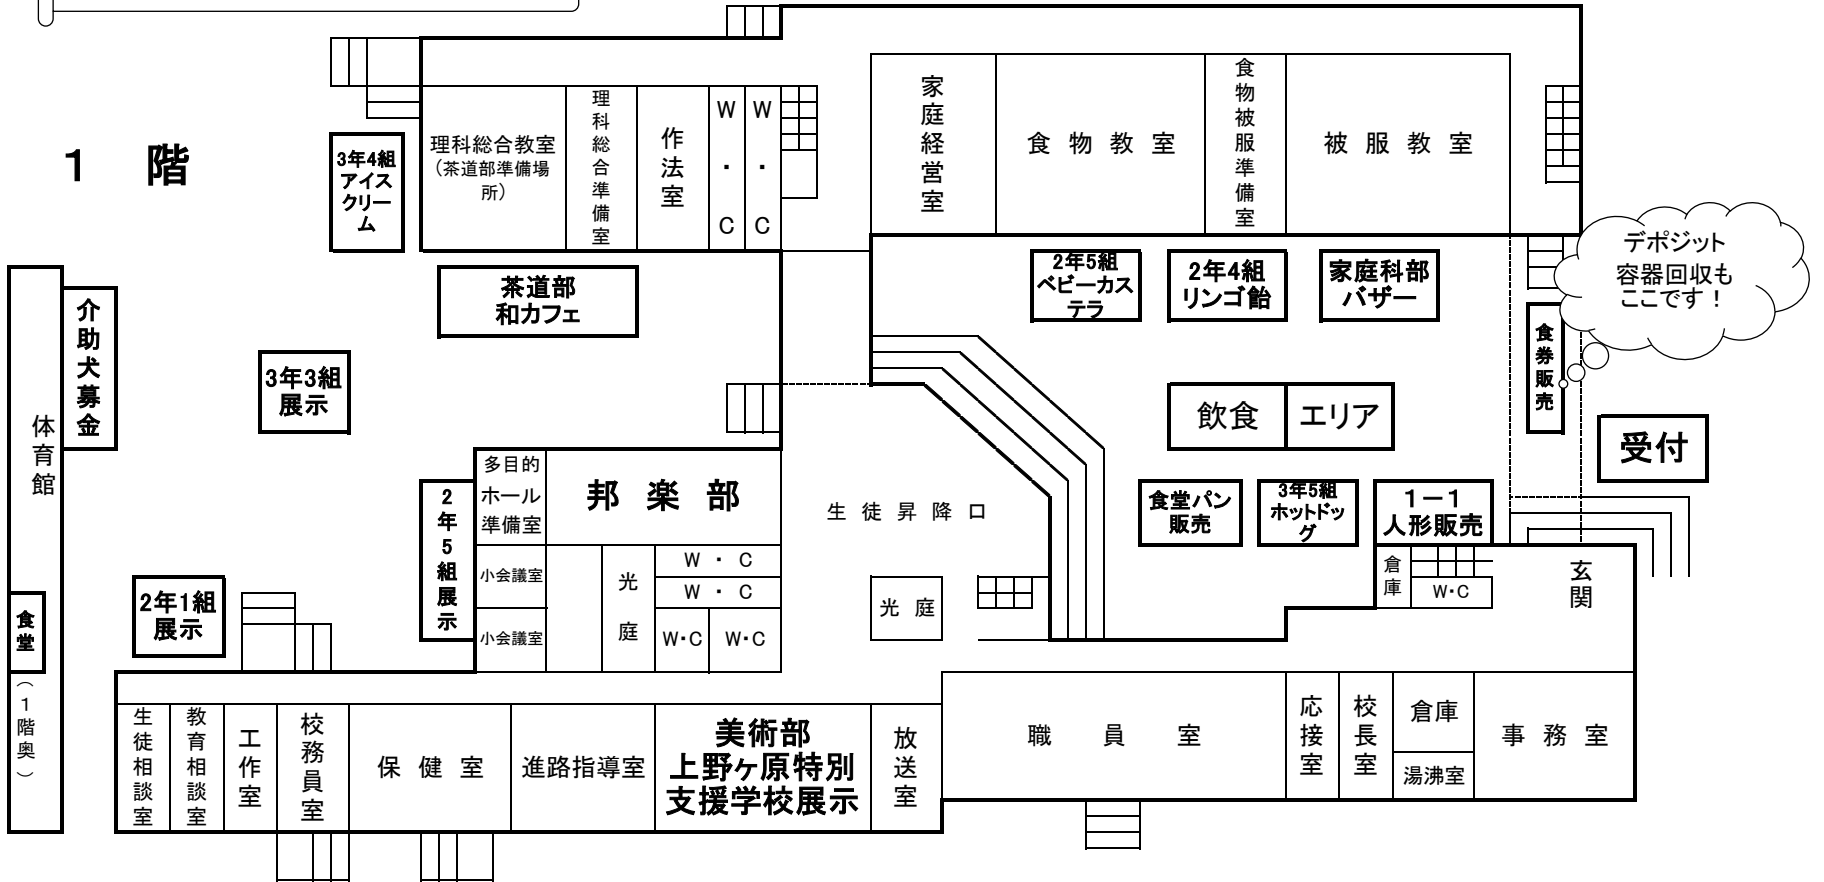 1 階
3年4組
アイス
クリー
ム
理科総合教室
（茶道部準備場
所）
理科総合準備室
作法室
W・C
W・C
家庭経営室
食 物 教 室
食物被服準備室
被 服 教 室
デポジット
容器回収も
ここです！
茶道部
和カフェ
2年5組
ベビーカス
テラ
2年4組
リンゴ飴
家庭科部
バザー
食券販売
受付
介助犬募金
体育館
3年3組
展示
飲食
エリア
多目的
ホール
準備室
邦 楽 部
2年5組展示
生 徒 昇 降 口
食堂パン
販売
3年5組
ホットドッ
グ
1－1
人形販売
小会議室
小会議室
光庭
W ・ C
W ・ C
W・C
W・C
光 庭
倉庫
W・C
玄関
2年1組
展示
食堂
（1階奥）
生徒相談室
教育相談室
工作室
校務員室
保 健 室
進路指導室
美術部
上野ヶ原特別
支援学校展示
放送室
職 員 室
応接室
校長室
倉庫
湯沸室
事 務 室